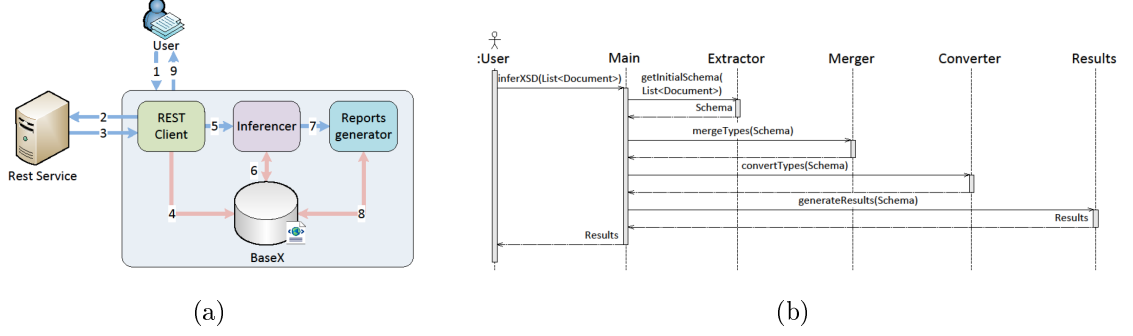 User
1
9
2
3
Rest Service
REST
Client
5
Inferencer
7
Reports
generator
4
6
8
BaseX
(a)
:User
Main
Extractor
Merger
Converter
Results
inferXSD(List<Document>)
getInitialSchema(
List<Document>)
Schema
mergeTypes(Schema)
convertTypes(Schema)
generateResults(Schema)
Results
Results
(b)